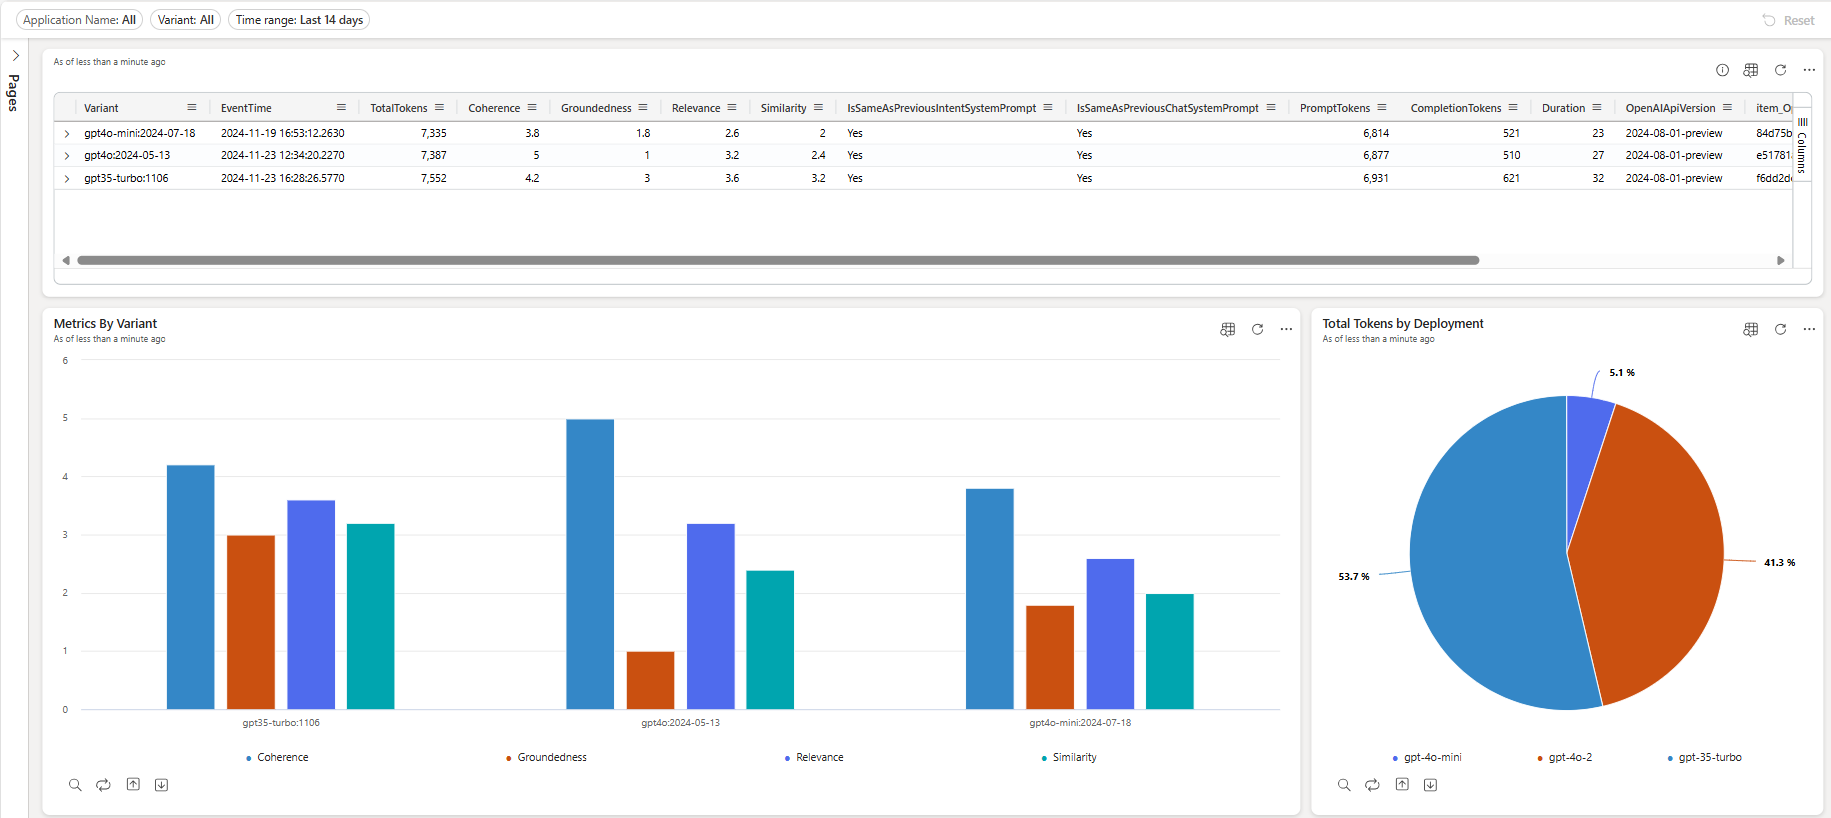 Application Name: All Variant: All Time range: Last 14 days Reset
Pages
As of less than a minute ago
Variant EventTime TotalTokens Coherence Groundedness Relevance Similarity IsSameAsPreviousIntentSystemPrompt IsSameAsPreviousChatSystemPrompt PromptTokens CompletionTokens Duration OpenAIApiVersion item_O
gpt4o-mini:2024-07-18 2024-11-19 16:53:12.2630 7,335 3.8 1.8 2.6 2 Yes Yes 6,814 521 23 2024-08-01-preview 84d75b
gpt4o:2024-05-13 2024-11-23 12:34:20.2270 7,387 5 1 3.2 2.4 Yes Yes 6,877 510 27 2024-08-01-preview e5178
gpt35-turbo:1106 2024-11-23 16:28:26.5770 7,552 4.2 3 3.6 3.2 Yes Yes 6,931 621 32 2024-08-01-preview f6dd2d
Columns
Metrics By Variant
As of less than a minute ago
6
5
4
3
2
1
0
gpt35-turbo:1106 gpt4o:2024-05-13 gpt4o-mini:2024-07-18
Coherence Groundedness Relevance Similarity
Total Tokens by Deployment
As of less than a minute ago
5.1 %
41.3 %
53.7 %
gpt-4o-mini gpt-4o-2 gpt-35-turbo